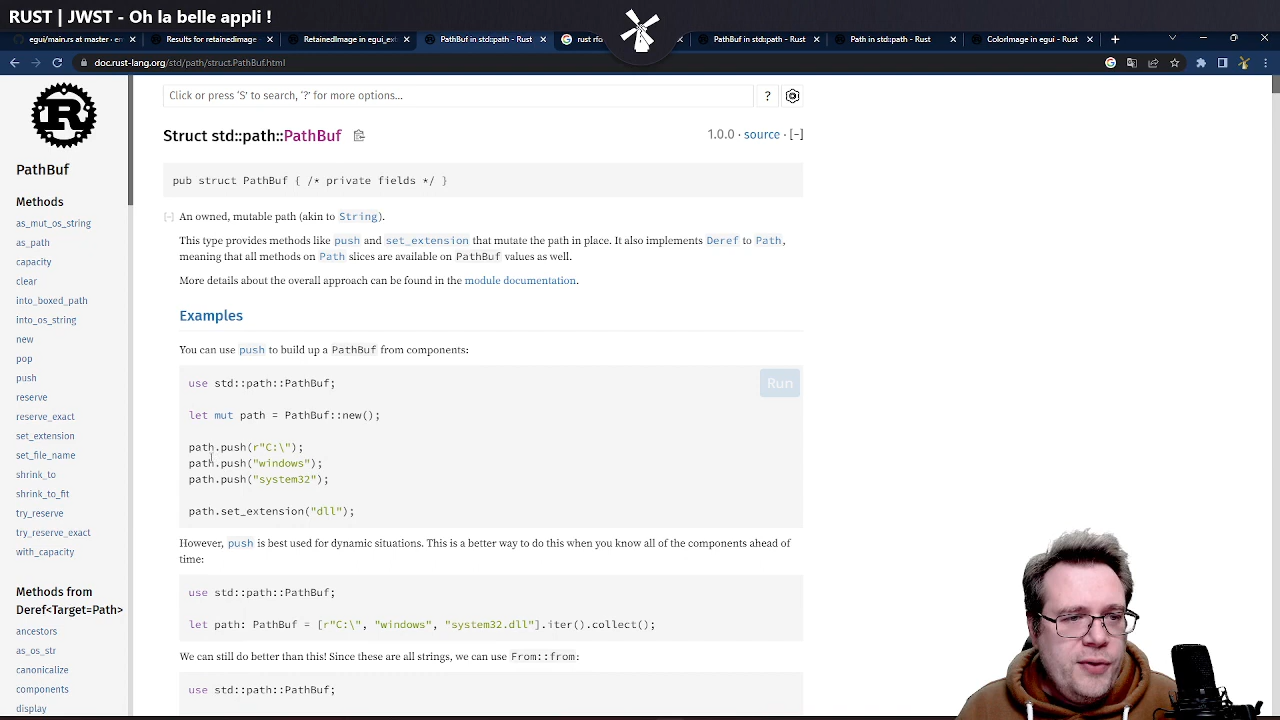 RUST | JWST - Oh la belle appli !
egui/main.rs at master · em
Results for retainedimage
RetainedImage in egui_ext
PathBuf in std::path - Rust
rust rfc
PathBuf in std::path - Rust
Path in std::path - Rust
ColorImage in egui - Rust
doc.rust-lang.org/std/path/struct.PathBuf.html
Click or press 'S' to search, '?' for more options...
?
Struct std::path::PathBuf
1.0.0 · source · [-]
PathBuf
pub struct PathBuf { /* private fields */ }
Methods
as_mut_os_string
as_path
capacity
clear
into_boxed_path
into_os_string
new
pop
push
reserve
reserve_exact
set_extension
set_file_name
shrink_to
shrink_to_fit
try_reserve
try_reserve_exact
with_capacity
Methods from
Deref<Target=Path>
ancestors
as_os_str
canonicalize
components
display
[-] An owned, mutable path (akin to String).
This type provides methods like push and set_extension that mutate the path in place. It also implements Deref to Path,
meaning that all methods on Path slices are available on PathBuf values as well.
More details about the overall approach can be found in the module documentation.
Examples
You can use push to build up a PathBuf from components:
use std::path::PathBuf;
Run
let mut path = PathBuf::new();
path.push(r"C:\");
path.push("windows");
path.push("system32");
path.set_extension("dll");
However, push is best used for dynamic situations. This is a better way to do this when you know all of the components ahead of
time:
use std::path::PathBuf;
let path: PathBuf = [r"C:\", "windows", "system32.dll"].iter().collect();
We can still do better than this! Since these are all strings, we can use From::from:
use std::path::PathBuf;